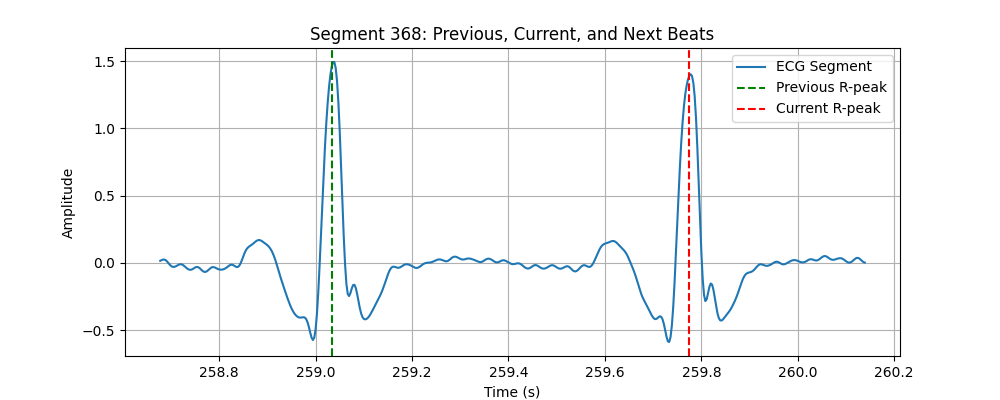 Segment 368: Previous, Current, and Next Beats
ECG Segment
Previous R-peak
Current R-peak
Amplitude
1.5
1.0
0.5
0.0
−0.5
258.8 259.0 259.2 259.4 259.6 259.8 260.0 260.2
Time (s)